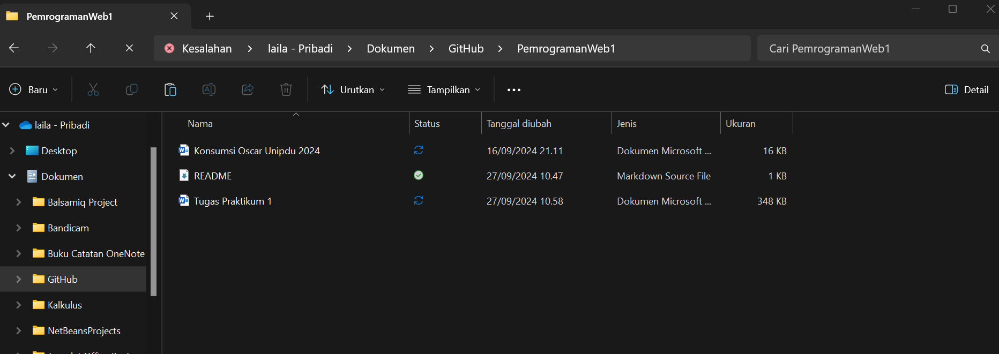 PemrogramanWeb1
Kesalahan > laila - Pribadi > Dokumen > GitHub > PemrogramanWeb1
Cari PemrogramanWeb1
Baru
Urutkan
Tampilkan
Detail
laila - Pribadi
Desktop
Dokumen
Balsamiq Project
Bandicam
Buku Catatan OneNote
GitHub
Kalkulus
NetBeansProjects
Nama Status Tanggal diubah Jenis Ukuran
Konsumsi Oscar Unipdu 2024 16/09/2024 21.11 Dokumen Microsoft ... 16 KB
README 27/09/2024 10.47 Markdown Source File 1 KB
Tugas Praktikum 1 27/09/2024 10.58 Dokumen Microsoft ... 348 KB